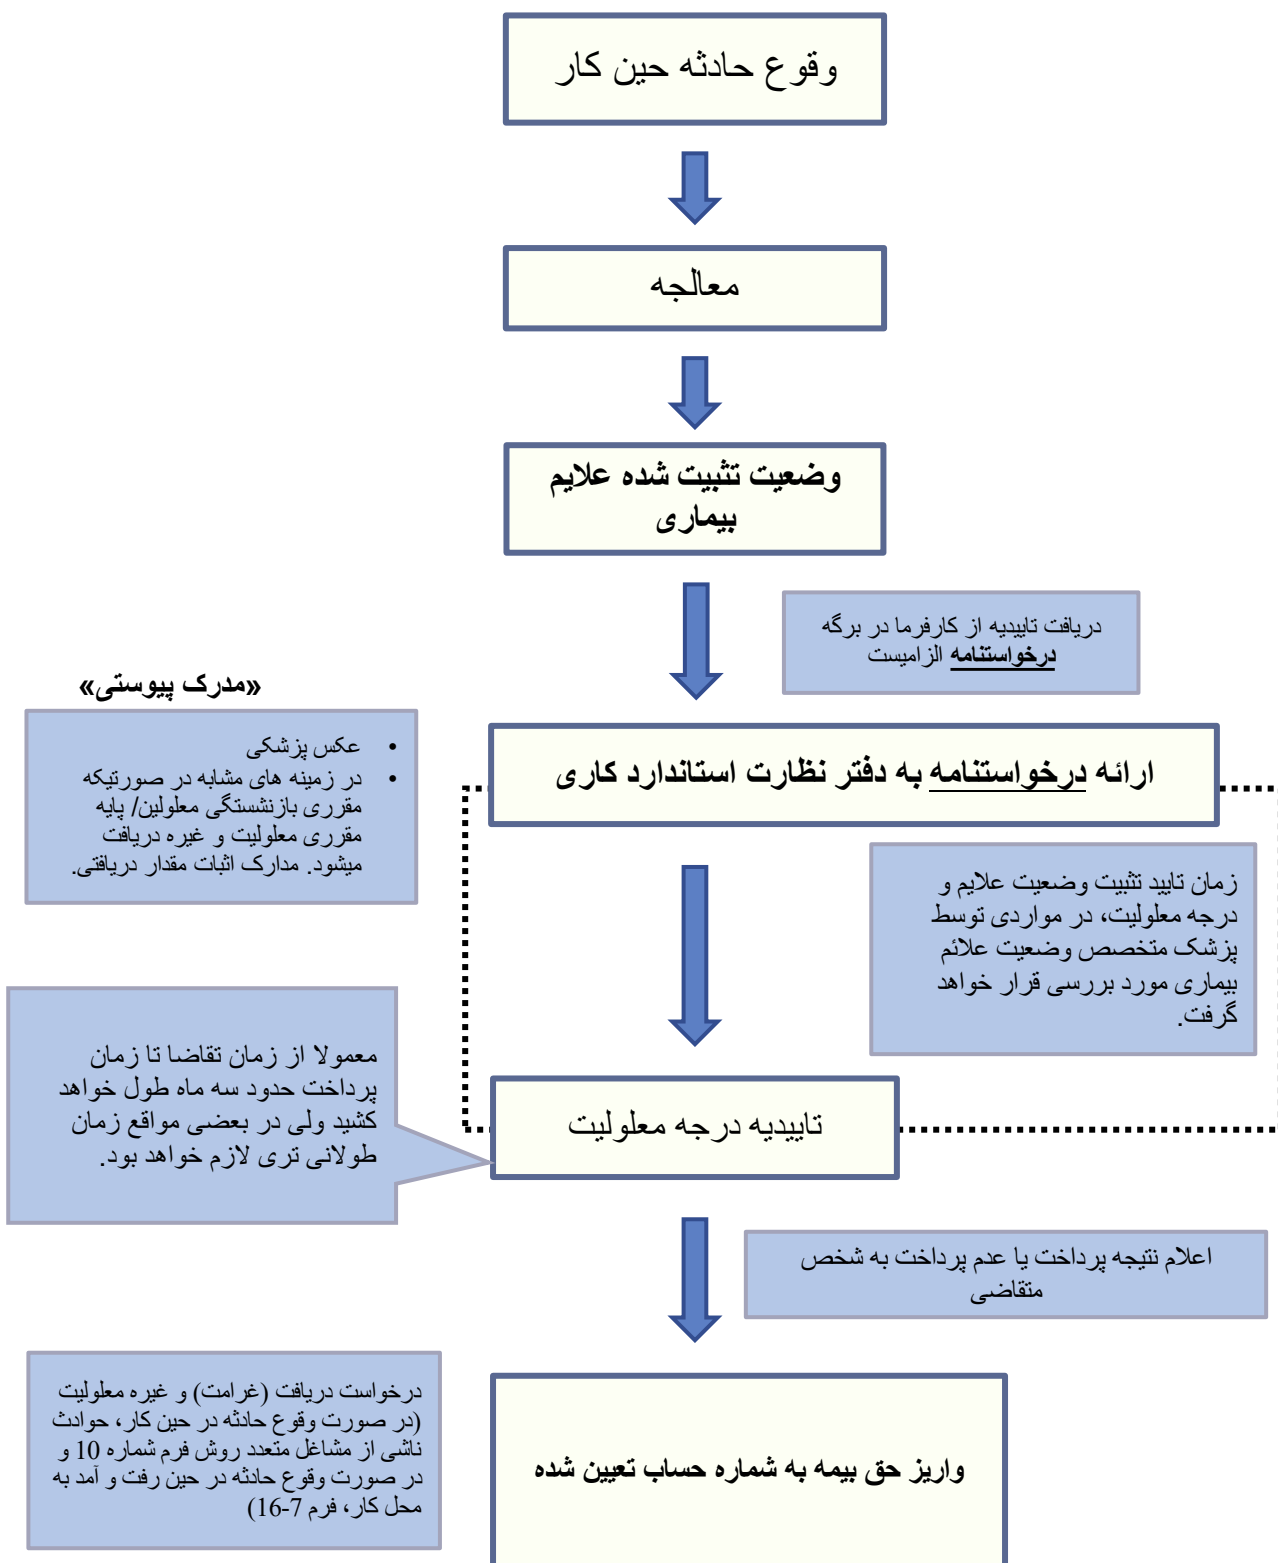 وقوع حادثه حین کار
معالجه
وضعیت تثبیت شده علایم
بیماری
دریافت تاییدیه از کارفرما در برگه
درخواستنامه الزامیست
«مدرک پیوستی»
• عکس پزشکی
• در زمینه های مشابه در صورتیکه
مقرری بازنشستگی معلولین/ پایه
مقرری معلولیت و غیره دریافت
میشود. مدارک اثبات مقدار دریافتی.
ارائه درخواستنامه به دفتر نظارت استاندارد کاری
زمان تایید تثبیت وضعیت علایم و
درجه معلولیت، در مواردی توسط
پزشک متخصص وضعیت علائم
بیماری مورد بررسی قرار خواهد
گرفت.
معمولا از زمان تقاضا تا زمان
پرداخت حدود سه ماه طول خواهد
کشید ولی در بعضی مواقع زمان
طولانی تری لازم خواهد بود.
تاییدیه درجه معلولیت
اعلام نتیجه پرداخت یا عدم پرداخت به شخص
متقاضی
درخواست دریافت (غرامت) و غیره معلولیت
(در صورت وقوع حادثه در حین کار، حوادث
ناشی از مشاغل متعدد روش فرم شماره 10 و
در صورت وقوع حادثه در حین رفت و آمد به
محل کار، فرم 7-16)
واریز حق بیمه به شماره حساب تعیین شده